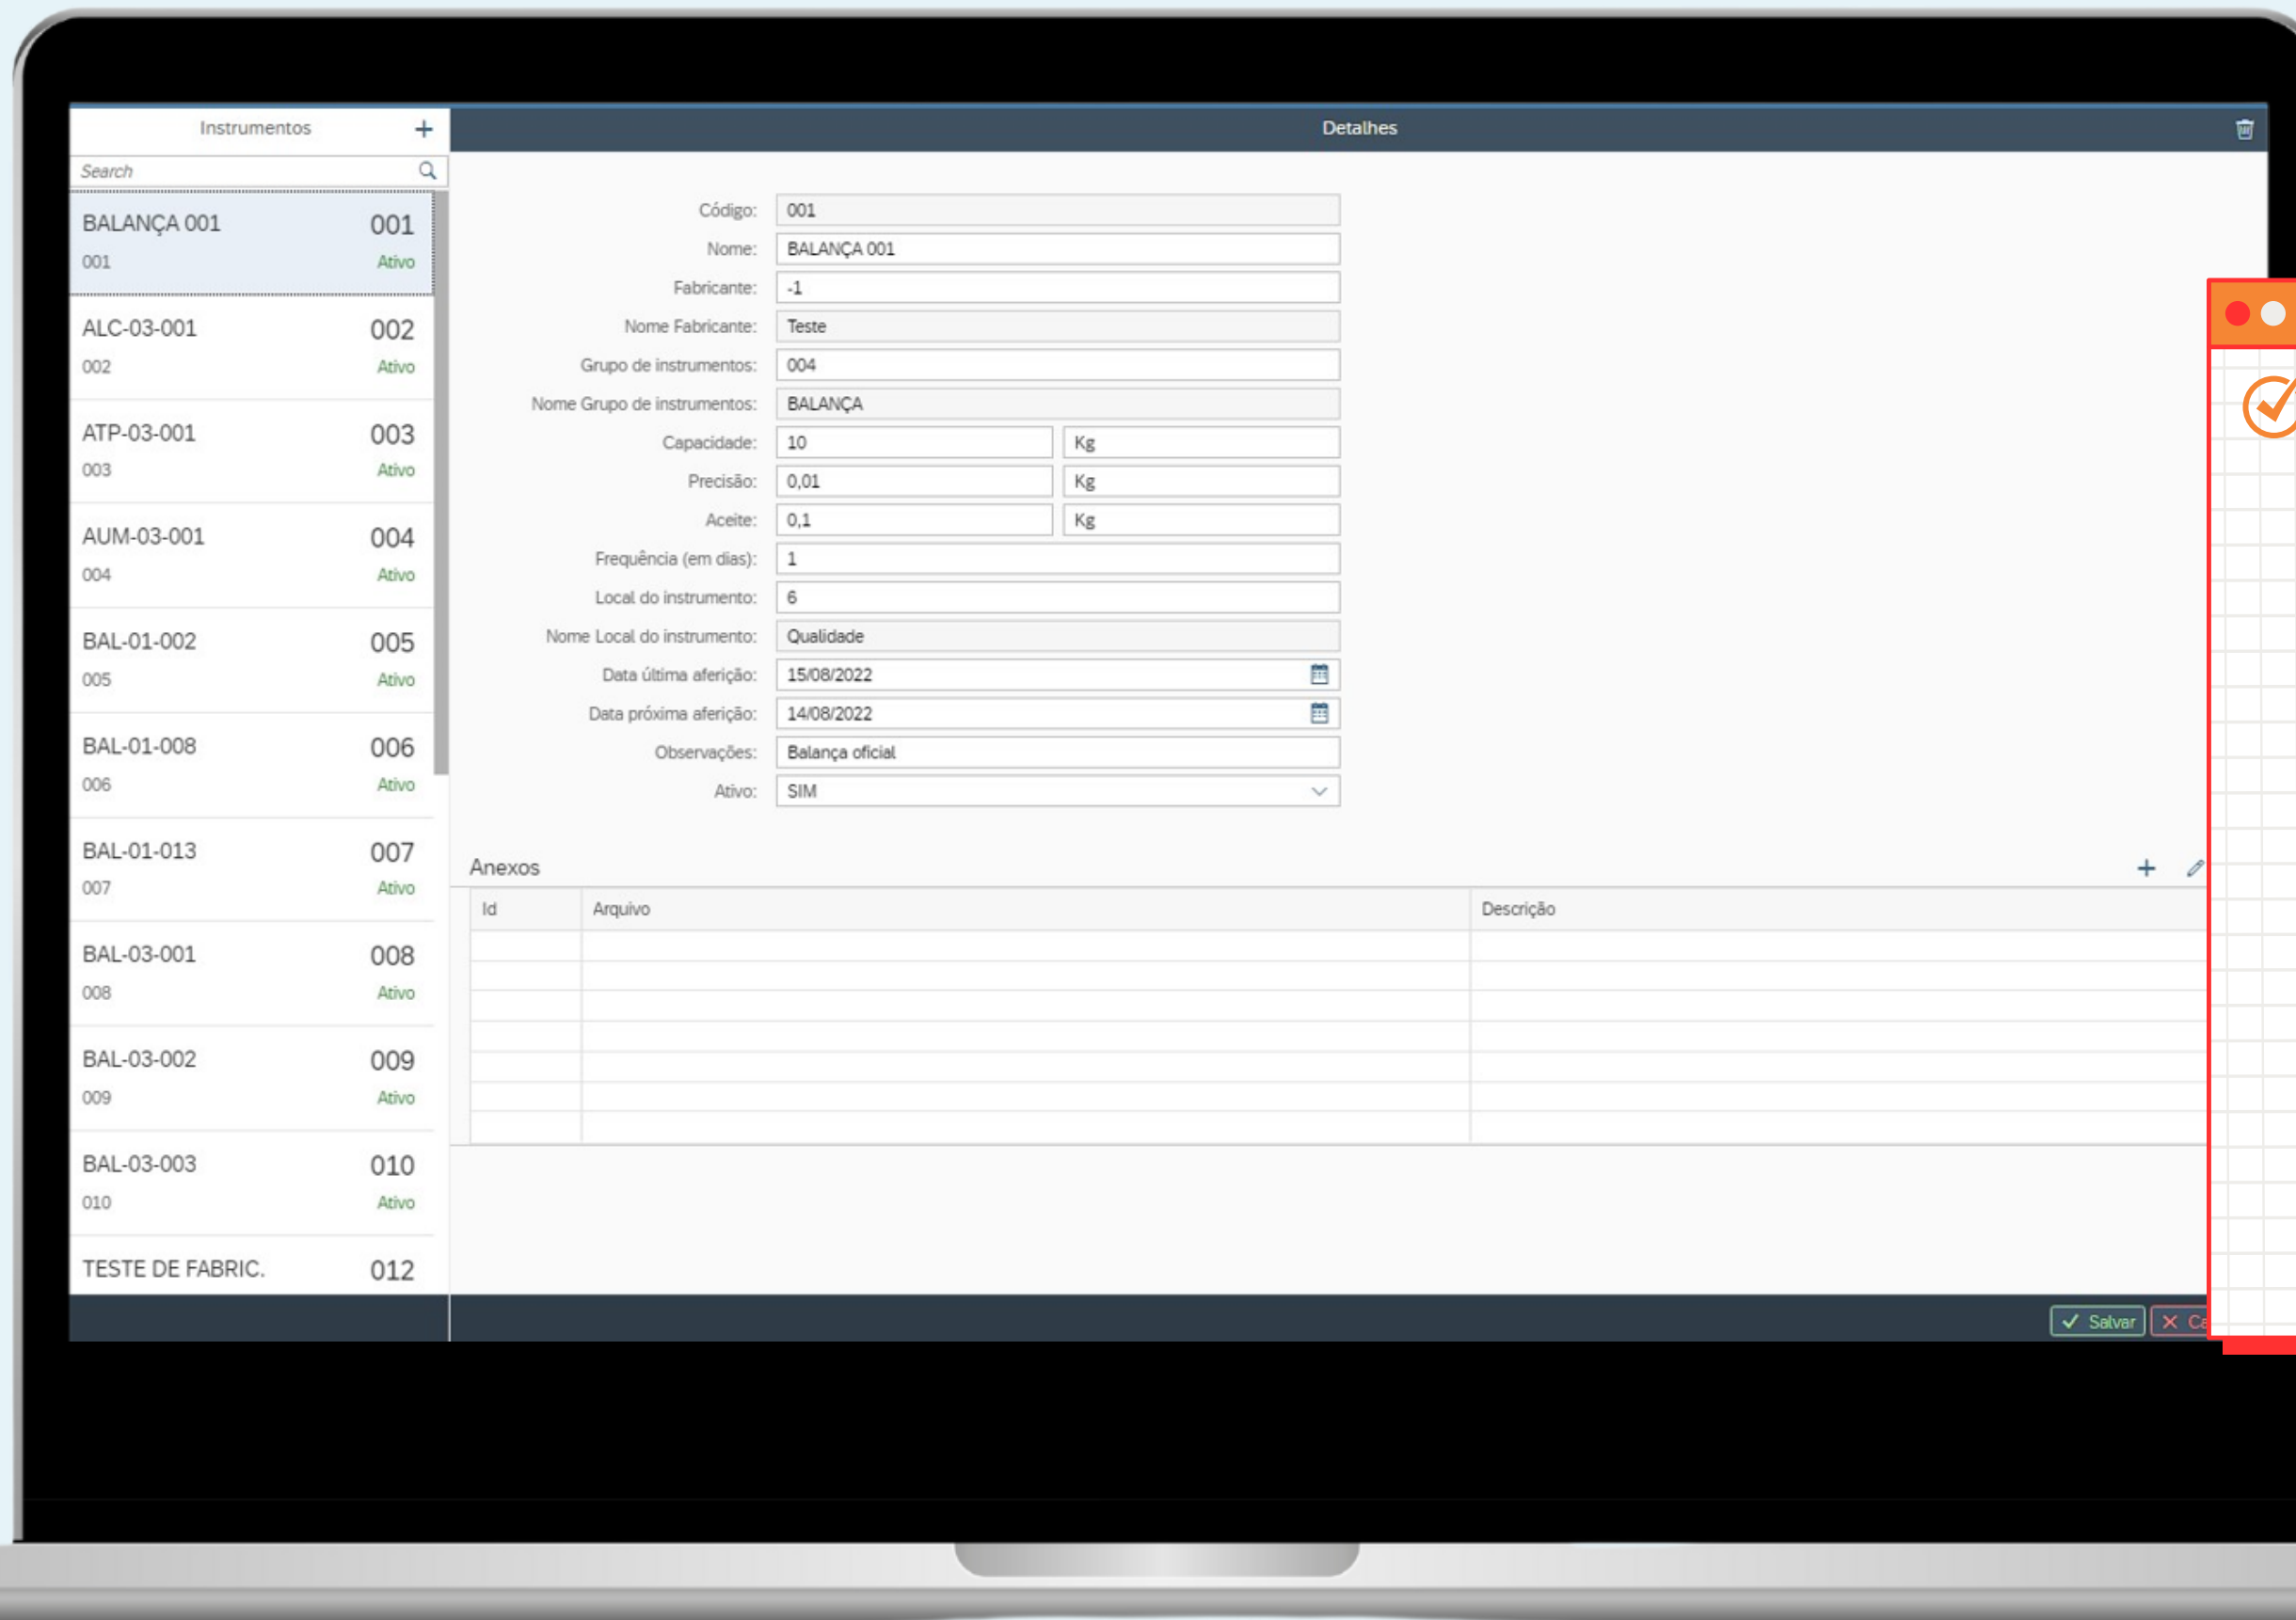 Instrumentos
Search
BALANÇA 001 001
001 Ativo
ALC-03-001 002
002 Ativo
ATP-03-001 003
003 Ativo
AUM-03-001 004
004 Ativo
BAL-01-002 005
005 Ativo
BAL-01-008 006
006 Ativo
BAL-01-013 007
007 Ativo
BAL-03-001 008
008 Ativo
BAL-03-002 009
009 Ativo
BAL-03-003 010
010 Ativo
TESTE DE FABRIC. 012
Detalhes
Código: 001
Nome: BALANÇA 001
Fabricante: -1
Nome Fabricante: Teste
Grupo de instrumentos: 004
Nome Grupo de instrumentos: BALANÇA
Capacidade: 10 Kg
Precisão: 0,01 Kg
Aceite: 0,1 Kg
Frequência (em dias): 1
Local do instrumento: 6
Nome Local do instrumento: Qualidade
Data última aferição: 15/08/2022
Data próxima aferição: 14/08/2022
Observações: Balança oficial
Ativo: SIM
Anexos
Id Arquivo Descrição
Salvar